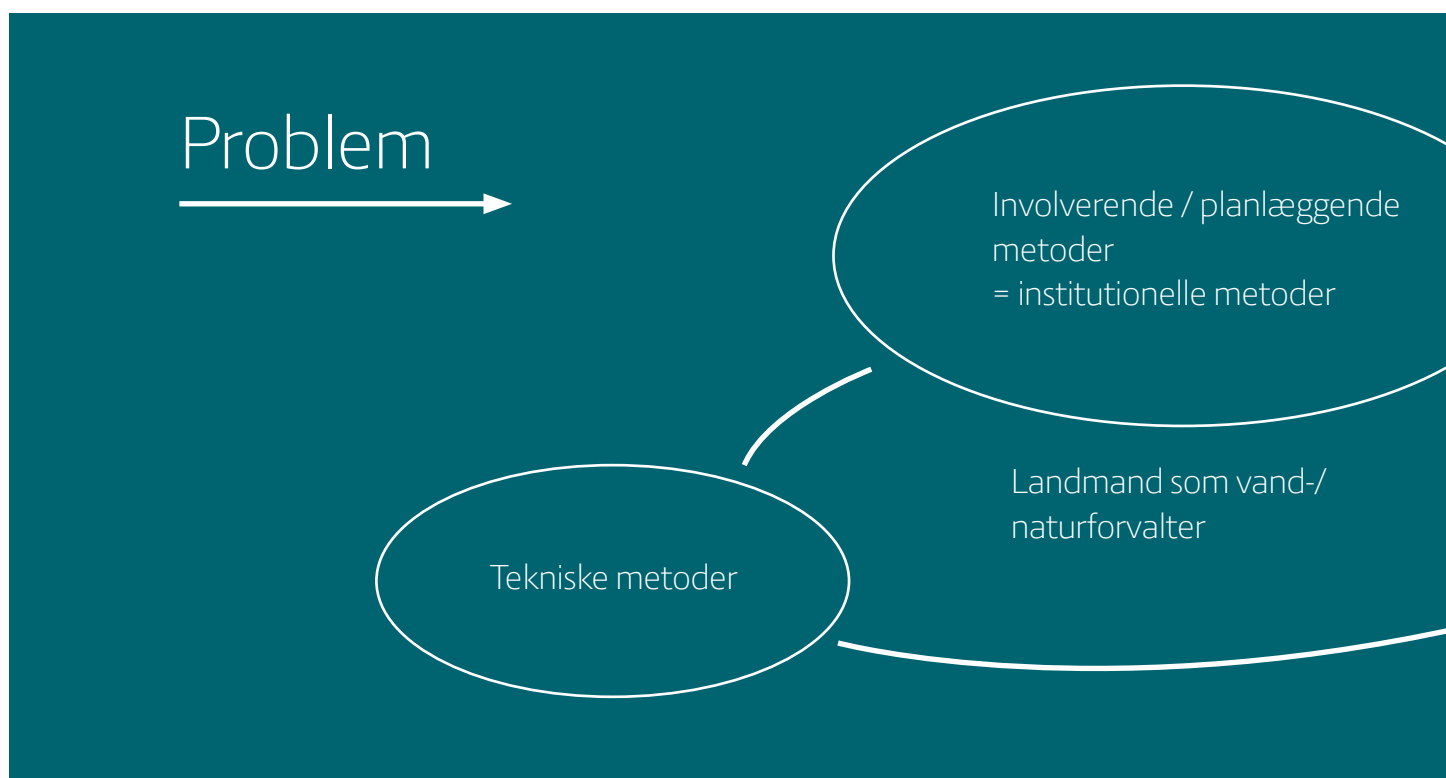 Problem
Involverende / planlæggende
metoder
= institutionelle metoder
Landmand som vand-/
naturforvalter
Tekniske metoder